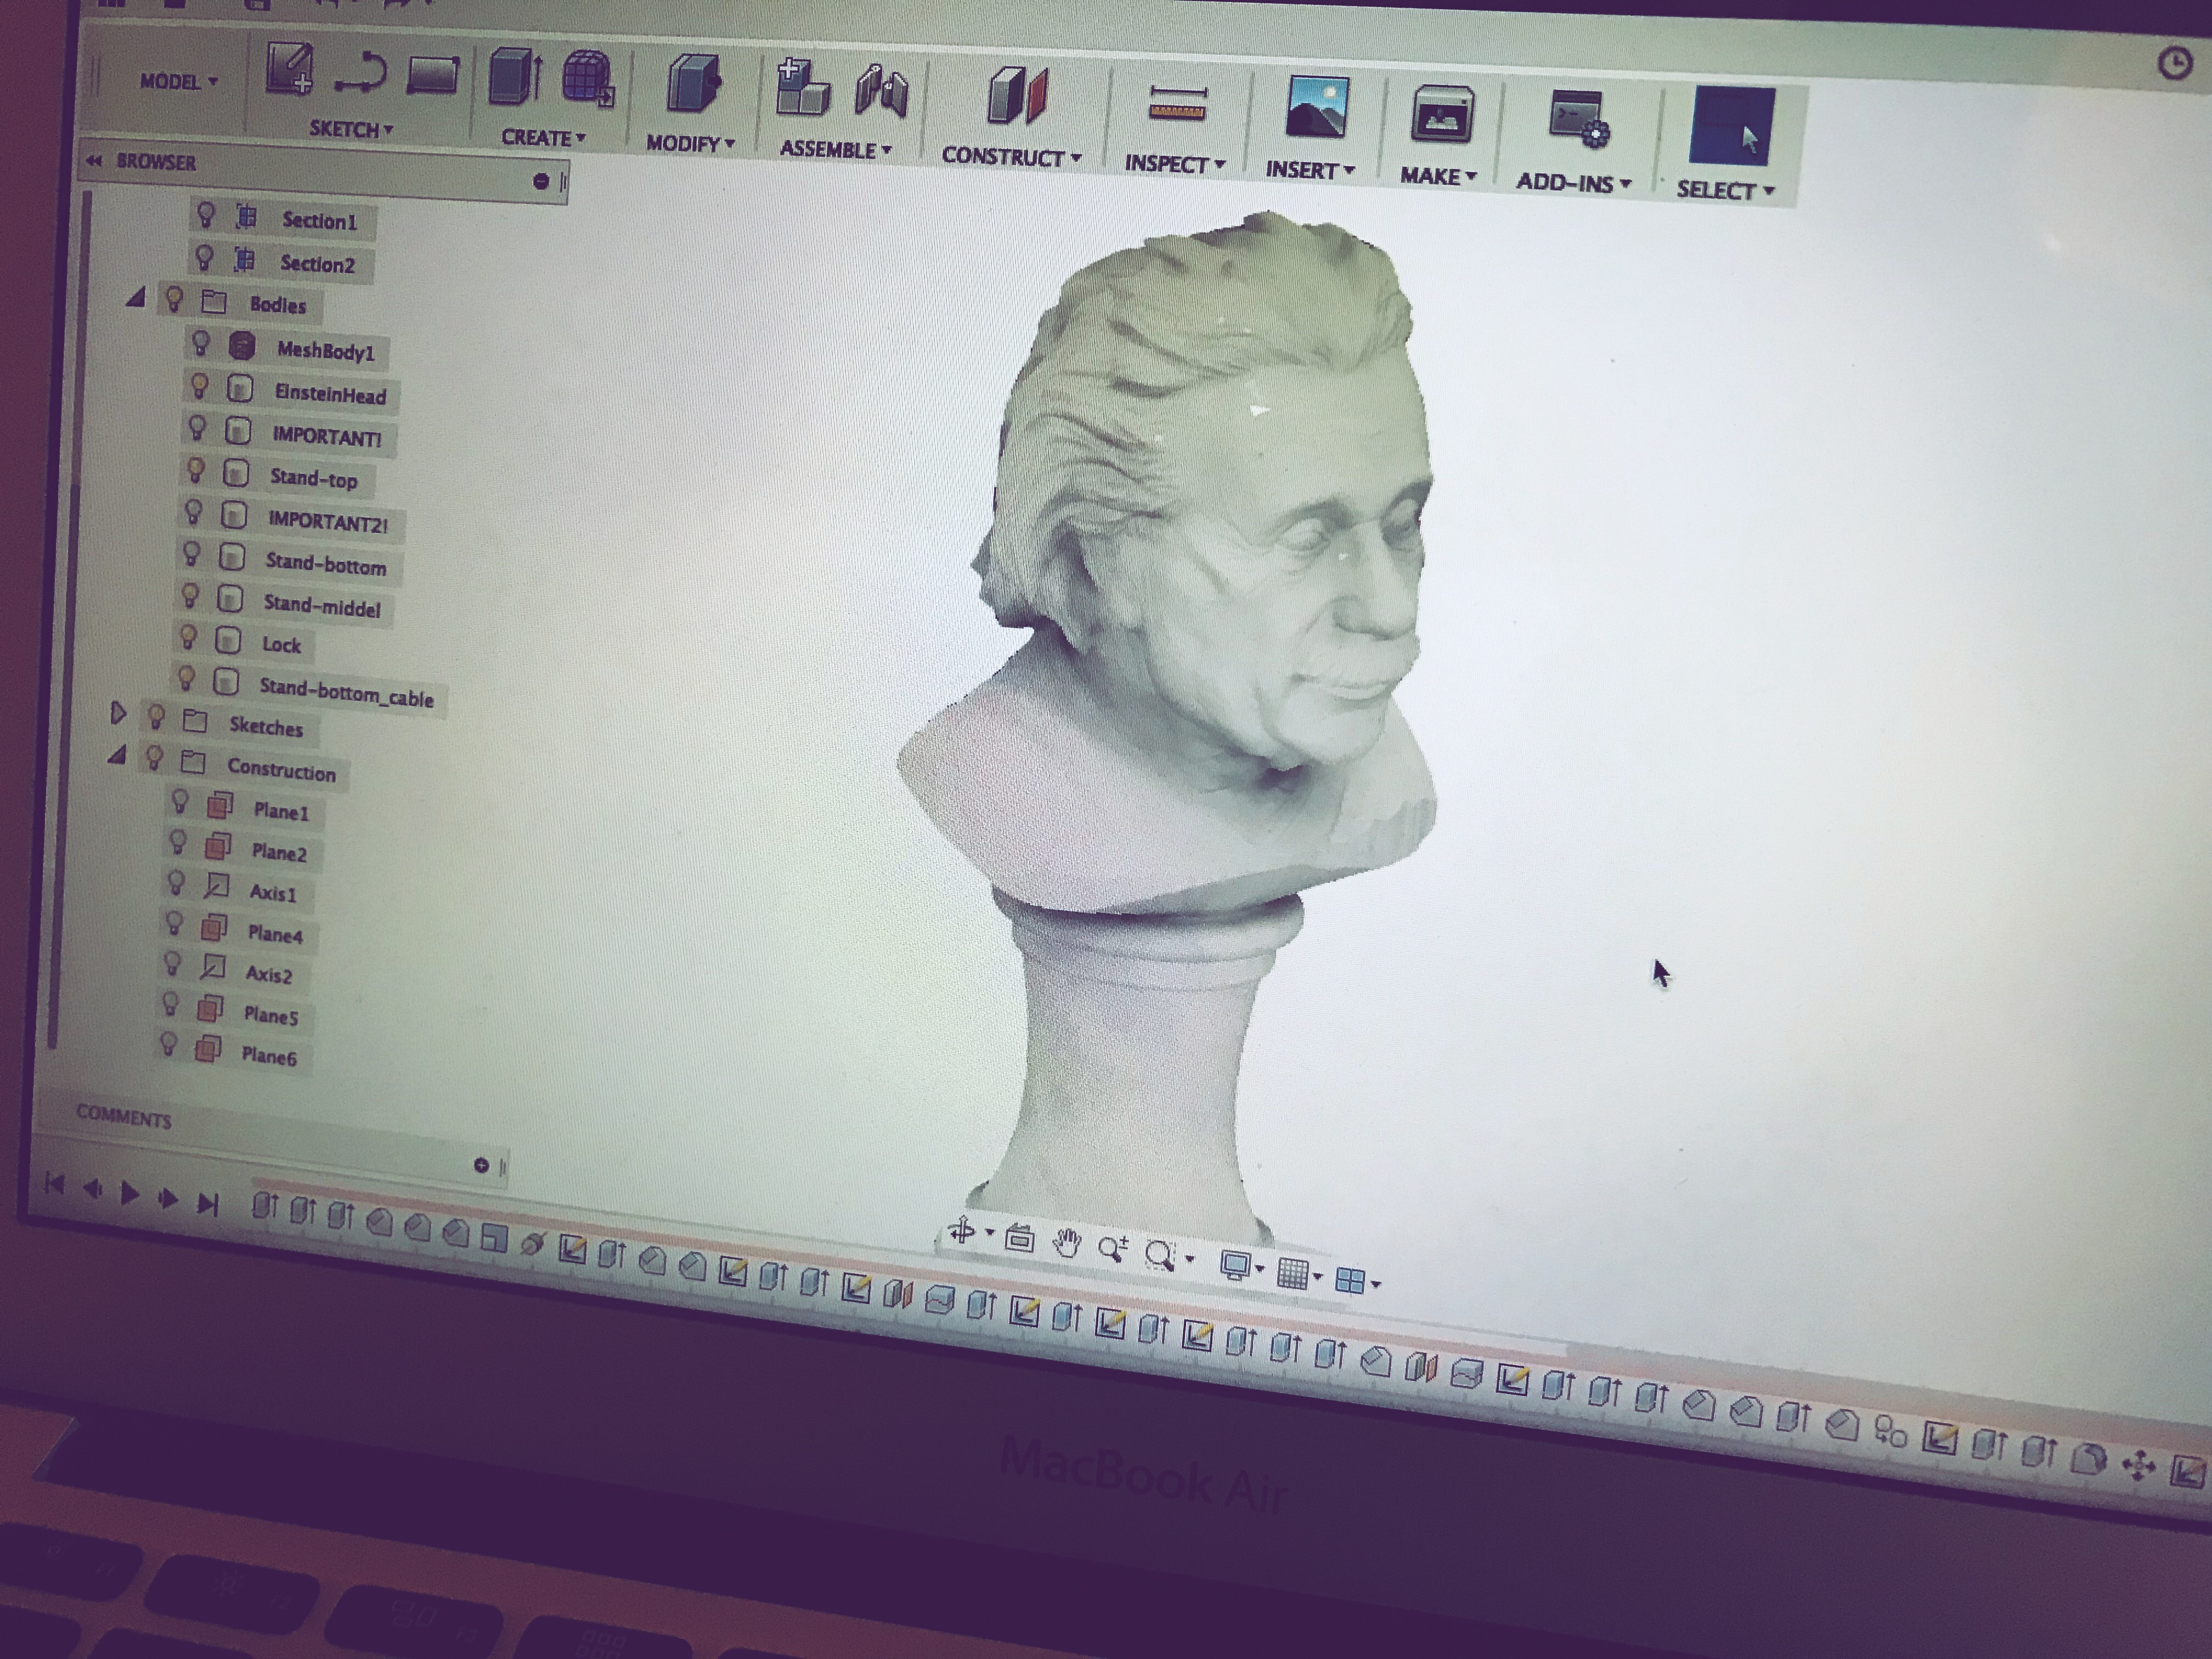 MODEL
SKETCH
CREATE
MODIFY
ASSEMBLE
CONSTRUCT
INSPECT
INSERT
MAKE
ADD-INS
SELECT
BROWSER
Section1
Section2
Bodies
MeshBody1
EinsteinHead
IMPORTANT!
Stand-top
IMPORTANT2!
Stand-bottom
Stand-middel
Lock
Stand-bottom_cable
Sketches
Construction
Plane1
Plane2
Axis1
Plane4
Axis2
Plane5
Plane6
COMMENTS
MacBook Air